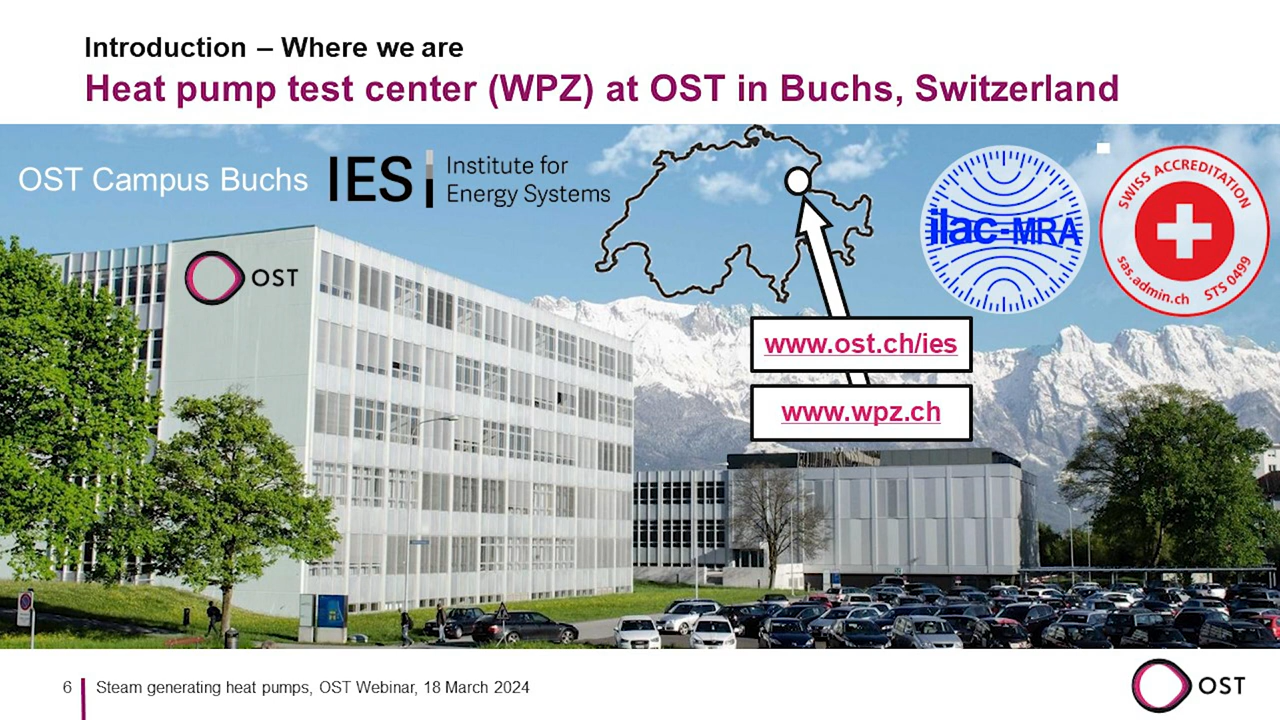 Introduction – Where we are
Heat pump test center (WPZ) at OST in Buchs, Switzerland
OST Campus Buchs
IES
Institute for
Energy Systems
ilac-MRA
SWISS ACCREDITATION
sas.admin.ch STS 0499
OST
www.ost.ch/ies
www.wpz.ch
6
Steam generating heat pumps, OST Webinar, 18 March 2024
OST